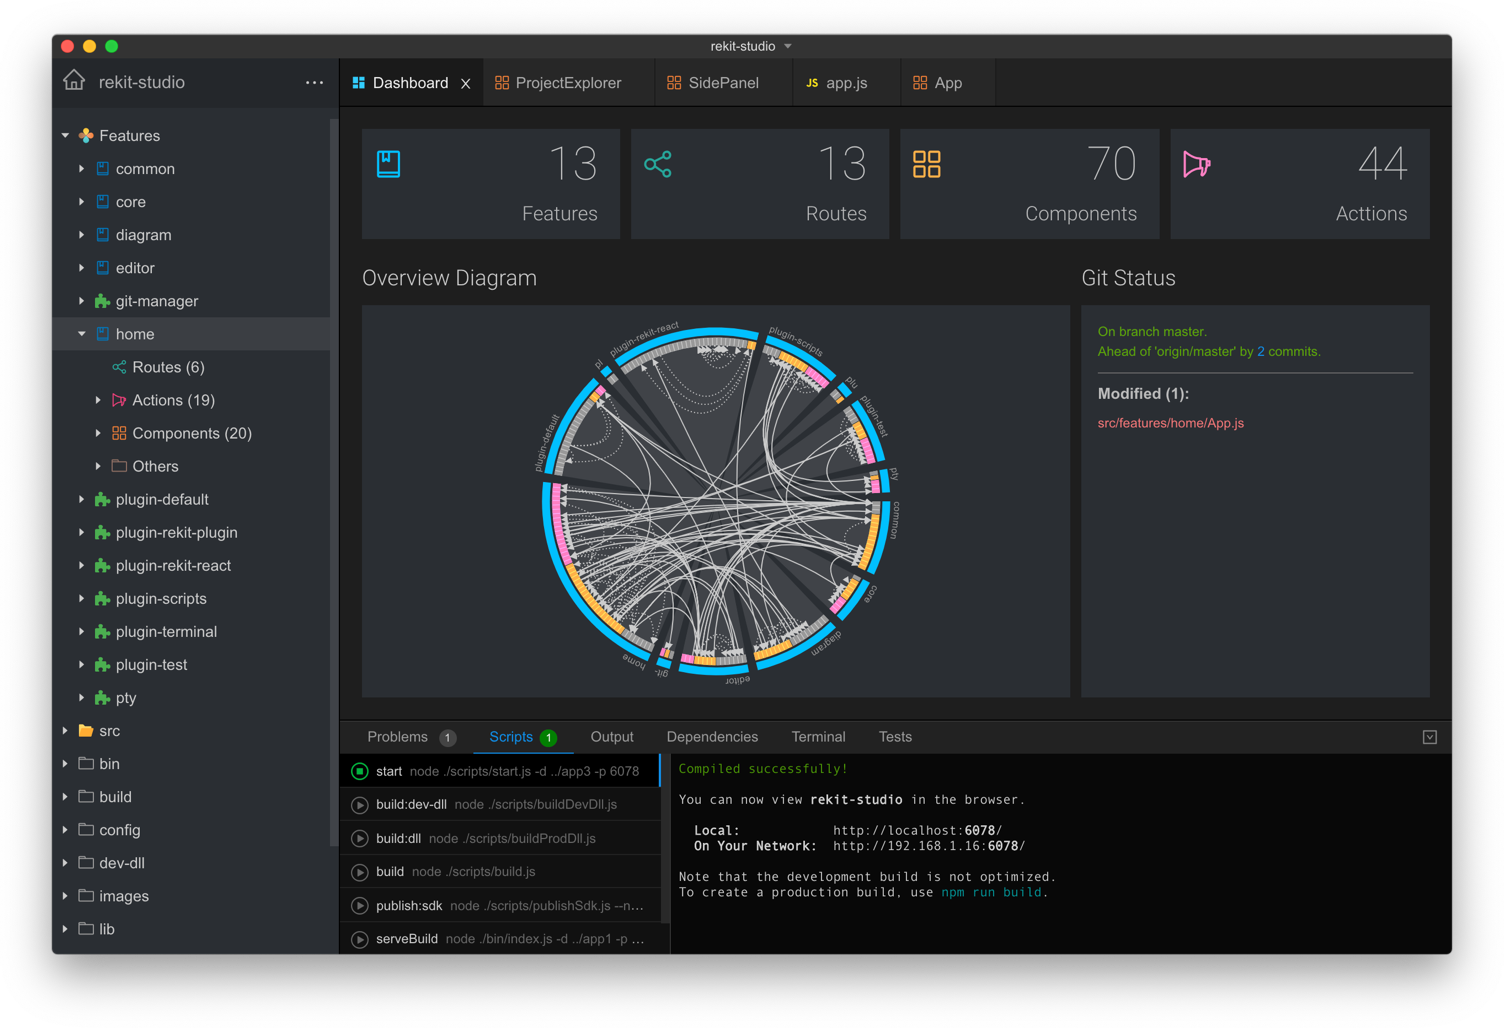 rekit-studio
rekit-studio
Dashboard X
ProjectExplorer
SidePanel
JS app.js
App
Features
common
core
diagram
editor
git-manager
home
Routes (6)
Actions (19)
Components (20)
Others
plugin-default
plugin-rekit-plugin
plugin-rekit-react
plugin-scripts
plugin-terminal
plugin-test
pty
src
bin
build
config
dev-dll
images
lib
13
Features
13
Routes
70
Components
44
Acttions
Overview Diagram
pl
plugin-rekit-react
plugin-scripts
plu
plugin-test
pty
common
core
diagram
editor
git-
home
plugin-default
Git Status
On branch master.
Ahead of 'origin/master' by 2 commits.
Modified (1):
src/features/home/App.js
Problems 1
Scripts 1
Output
Dependencies
Terminal
Tests
start node ./scripts/start.js -d ../app3 -p 6078
build:dev-dll node ./scripts/buildDevDll.js
build:dll node ./scripts/buildProdDll.js
build node ./scripts/build.js
publish:sdk node ./scripts/publishSdk.js --n...
serveBuild node ./bin/index.js -d ../app1 -p ...
Compiled successfully!
You can now view rekit-studio in the browser.
Local: http://localhost:6078/
On Your Network: http://192.168.1.16:6078/
Note that the development build is not optimized.
To create a production build, use npm run build.